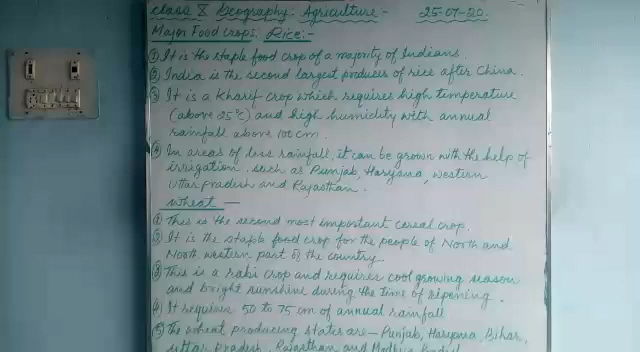 Class X Geography: Agriculture:- 25-07-20.
Major Food crops: Rice:-
① It is the staple food crop of a majority of Indians.
② India is the second largest producer of rice after China.
③ It is a Kharif crop which requires high temperature
(above 25°C) and high humidity with annual
rainfall above 100 cm.
④ In areas of less rainfall, it can be grown with the help of
irrigation, such as Punjab, Haryana, western
Uttar Pradesh and Rajasthan.
Wheat —
① This is the second most important cereal crop.
② It is the staple food crop for the people of North and
North western part of the country
③ This is a rabi crop and requires cool growing season
and bright sunshine during the time of ripening.
④ It requires 50 to 75 cm of annual rainfall
⑤ The wheat producing states are — Punjab, Haryana, Bihar,
Uttar Pradesh, Rajasthan and Madhya Pradesh